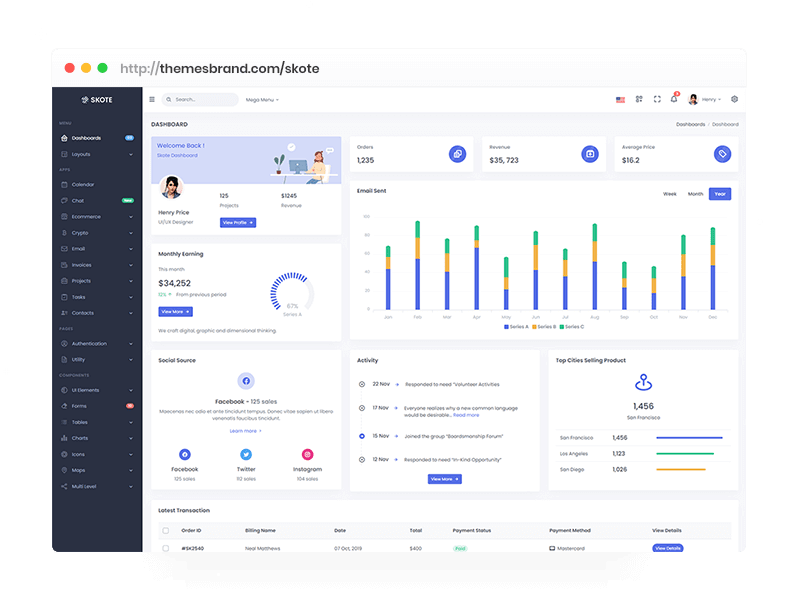 http://themesbrand.com/skote
SKOTE
Search...
Mega Menu
Henry
MENU
Dashboards
Layouts
APPS
Calendar
Chat
New
Ecommerce
Crypto
Email
Invoices
Projects
Tasks
Contacts
PAGES
Authentication
Utility
COMPONENTS
UI Elements
Forms
Tables
Charts
Icons
Maps
Multi Level
DASHBOARD
Dashboards / Dashboard
Welcome Back !
Skote Dashboard
Henry Price
UI/UX Designer
125
Projects
$1245
Revenue
View Profile
Orders
1,235
Revenue
$35, 723
Average Price
$16.2
Monthly Earning
This month
$34,252
12% From previous period
View More
67%
Series A
We craft digital, graphic and dimensional thinking.
Email Sent
Week Month Year
100
80
60
40
20
0
Jan Feb Mar Apr May Jun Jul Aug Sep Oct Nov Dec
Series A Series B Series C
Social Source
Facebook - 125 sales
Maecenas nec odio et ante tincidunt tempus. Donec vitae sapien ut libero
venenatis faucibus tincidunt.
Learn more
Facebook
125 sales
Twitter
112 sales
Instagram
104 sales
Activity
22 Nov Responded to need "Volunteer Activities
17 Nov Everyone realizes why a new common language
would be desirable... Read more
15 Nov Joined the group "Boardsmanship Forum"
12 Nov Responded to need "In-Kind Opportunity"
View More
Top Cities Selling Product
1,456
San Francisco
San Francisco 1,456
Los Angeles 1,123
San Diego 1,026
Latest Transaction
Order ID Billing Name Date Total Payment Status Payment Method View Details
#SK2540 Neal Matthews 07 Oct, 2019 $400 Paid Mastercard View Details